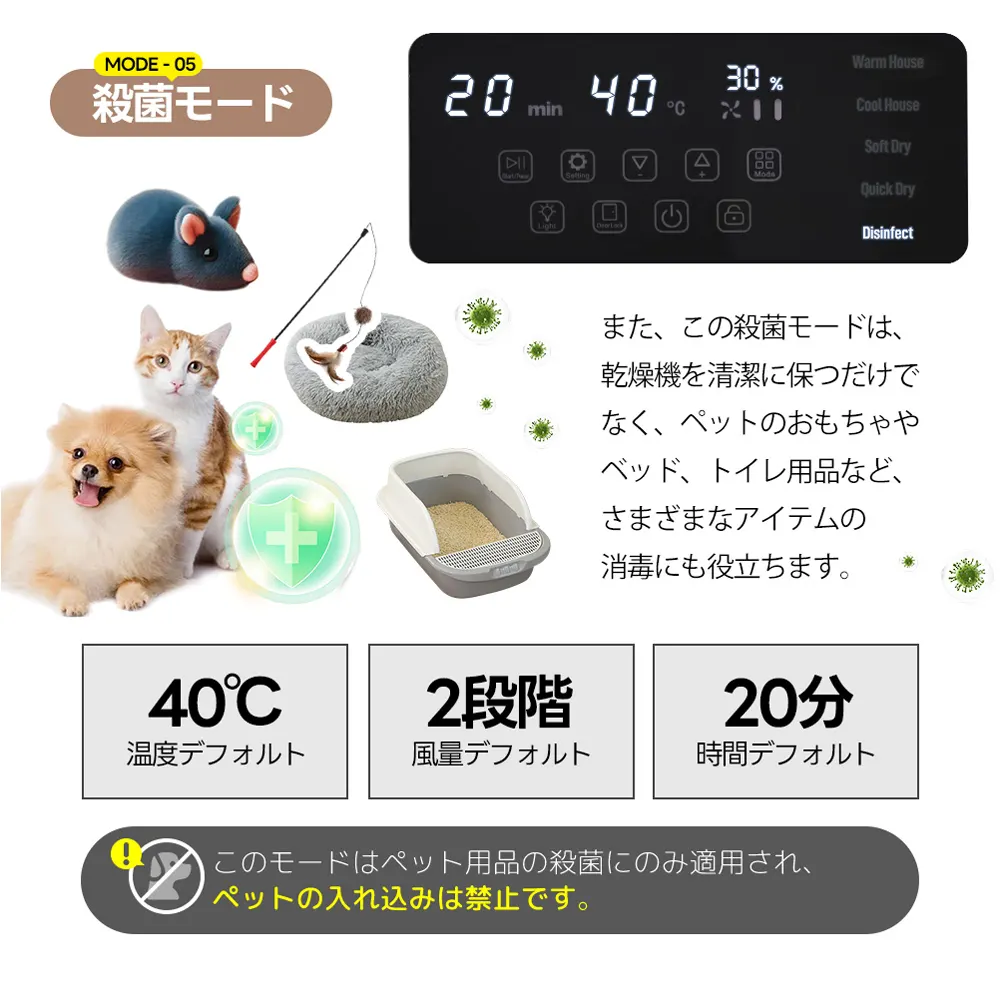 MODE - 05
殺菌モード
20 min 40 °C 30 %
Warm House
Cool House
Soft Dry
Quick Dry
Disinfect
Setting
-
+
Mode
Light
また、この殺菌モードは、
乾燥機を清潔に保つだけで
なく、ペットのおもちゃや
ベッド、トイレ用品など、
さまざまなアイテムの
消毒にも役立ちます。
40℃
温度デフォルト
2段階
風量デフォルト
20分
時間デフォルト
!
このモードはペット用品の殺菌にのみ適用され、
ペットの入れ込みは禁止です。